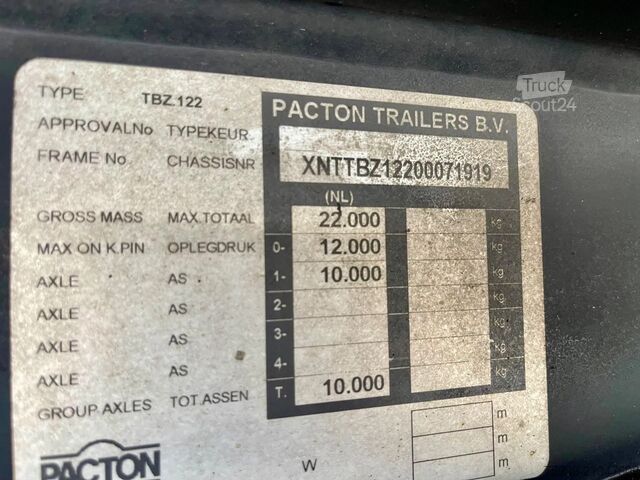 Truck
Scout24
TYPE TBZ.122 PACTON TRAILERS B.V.
APPROVALNo TYPEKEUR
FRAME No. CHASSISNR XNTTBZ12200071919
(NL)
GROSS MASS MAX.TOTAAL 22.000 kg
MAX ON K.PIN OPLEGDRUK 0- 12.000 kg
AXLE AS 1- 10.000 kg
AXLE AS 2- kg
AXLE AS 3- kg
AXLE AS 4- kg
GROUP AXLES TOT.ASSEN T. 10.000 kg
m
PACTON W m